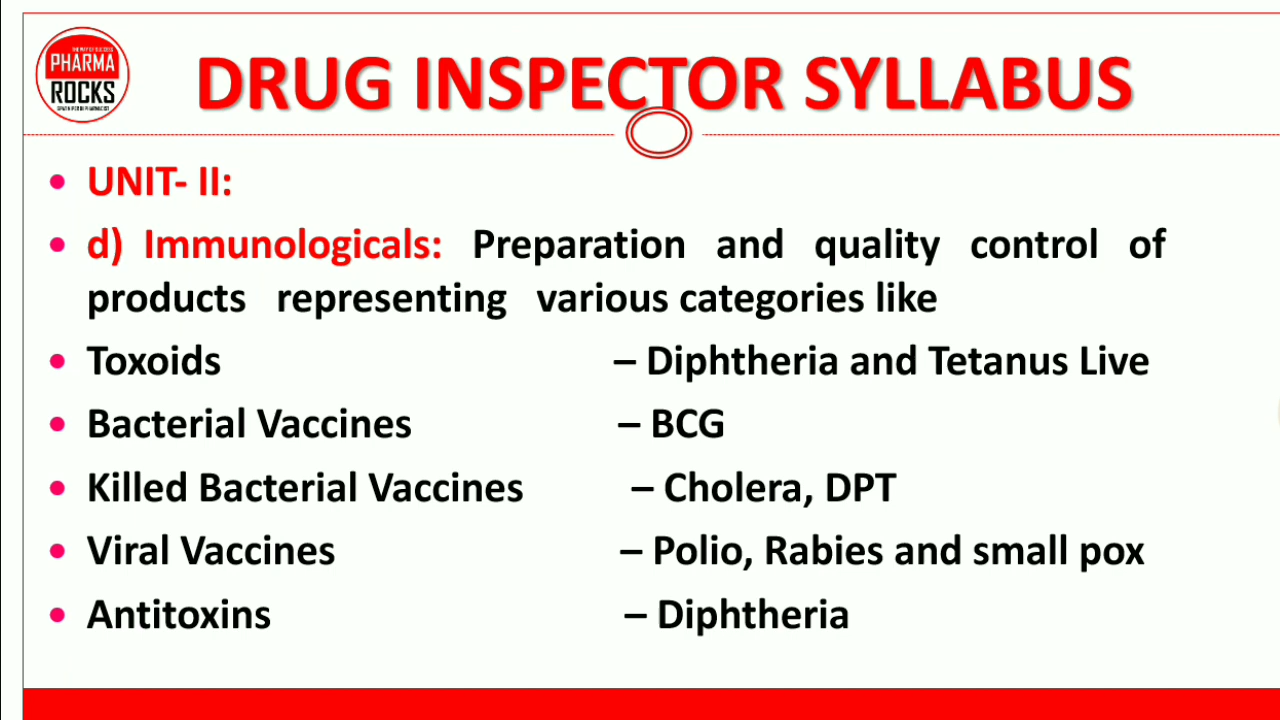 PHARMA
ROCKS
DRUG INSPECTOR SYLLABUS
UNIT- II:
d) Immunologicals: Preparation and quality control of
products representing various categories like
Toxoids – Diphtheria and Tetanus Live
Bacterial Vaccines – BCG
Killed Bacterial Vaccines – Cholera, DPT
Viral Vaccines – Polio, Rabies and small pox
Antitoxins – Diphtheria